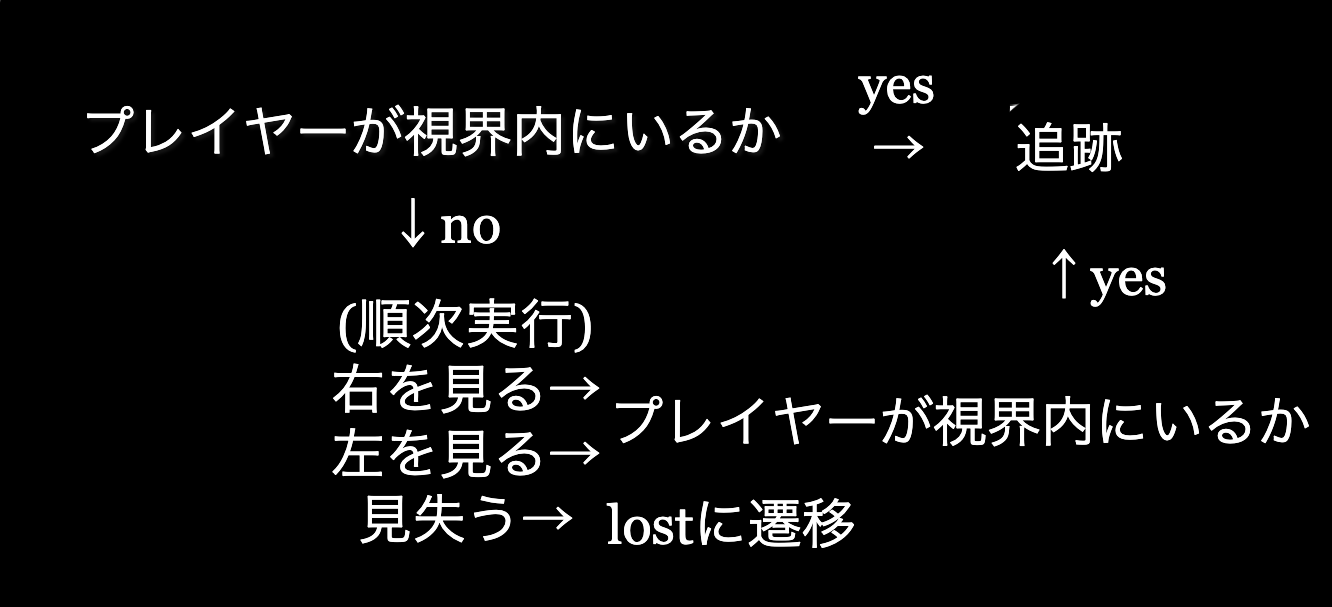 プレイヤーが視界内にいるか
yes
→
追跡
↓no
↑yes
(順次実行)
右を見る→
左を見る→
プレイヤーが視界内にいるか
見失う→
lostに遷移